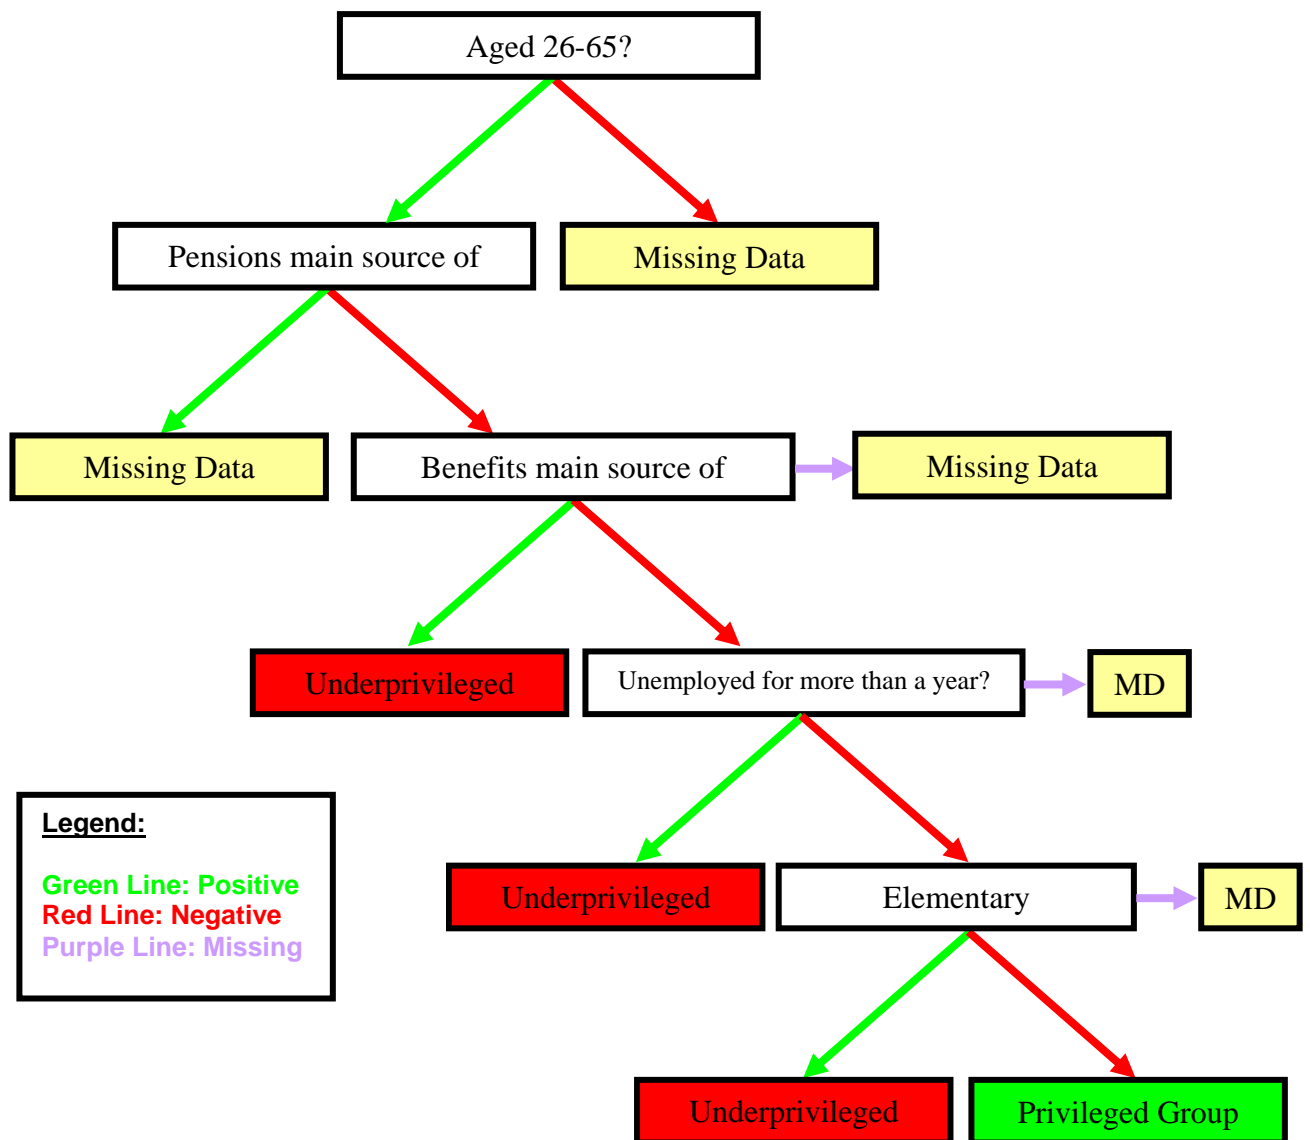 Aged 26-65?
Pensions main source of
Missing Data
Missing Data
Benefits main source of
Missing Data
Underprivileged
Unemployed for more than a year?
MD
Legend:
Green Line: Positive
Red Line: Negative
Purple Line: Missing
Underprivileged
Elementary
MD
Underprivileged
Privileged Group